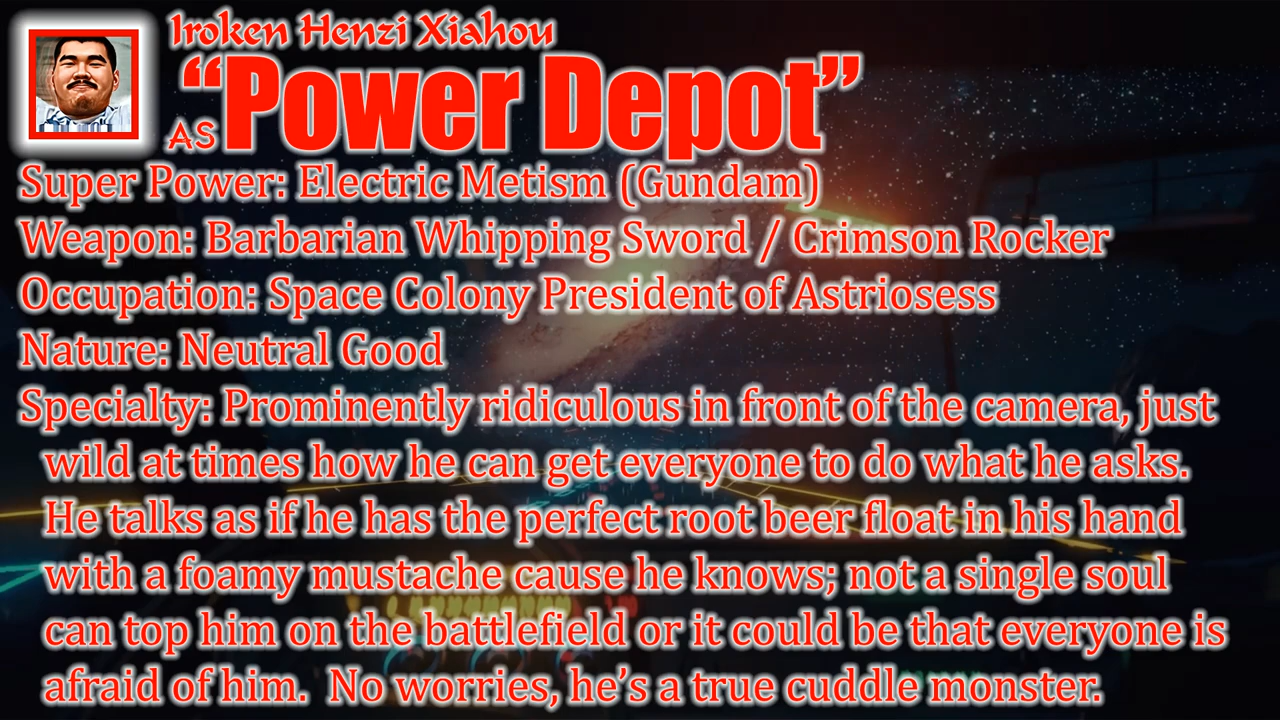 Iroken Henzi Xiahou
AS “Power Depot”
Super Power: Electric Metism (Gundam)
Weapon: Barbarian Whipping Sword / Crimson Rocker
Occupation: Space Colony President of Astriosess
Nature: Neutral Good
Specialty: Prominently ridiculous in front of the camera, just
wild at times how he can get everyone to do what he asks.
He talks as if he has the perfect root beer float in his hand
with a foamy mustache cause he knows; not a single soul
can top him on the battlefield or it could be that everyone is
afraid of him.  No worries, he’s a true cuddle monster.